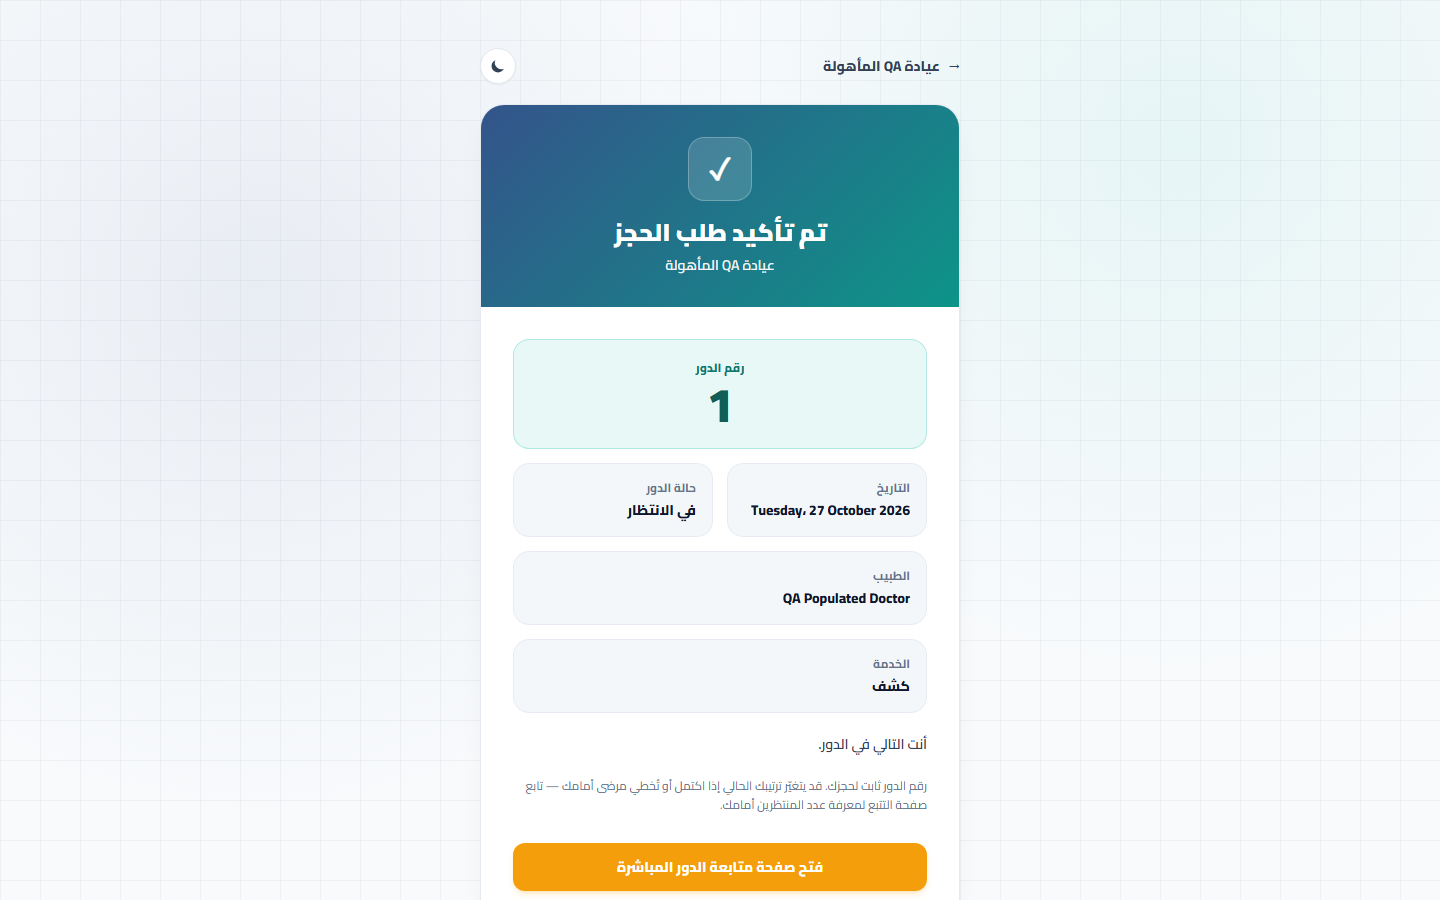 → عيادة QA المأهولة
✓
تم تأكيد طلب الحجز
عيادة QA المأهولة
رقم الدور
1
التاريخ
Tuesday، 27 October 2026
حالة الدور
في الانتظار
الطبيب
QA Populated Doctor
الخدمة
كشف
أنت التالي في الدور.
رقم الدور ثابت لحجزك. قد يتغيّر ترتيبك الحالي إذا اكتمل أو تُخطي مرضى أمامك — تابع
صفحة التتبع لمعرفة عدد المنتظرين أمامك.
فتح صفحة متابعة الدور المباشرة